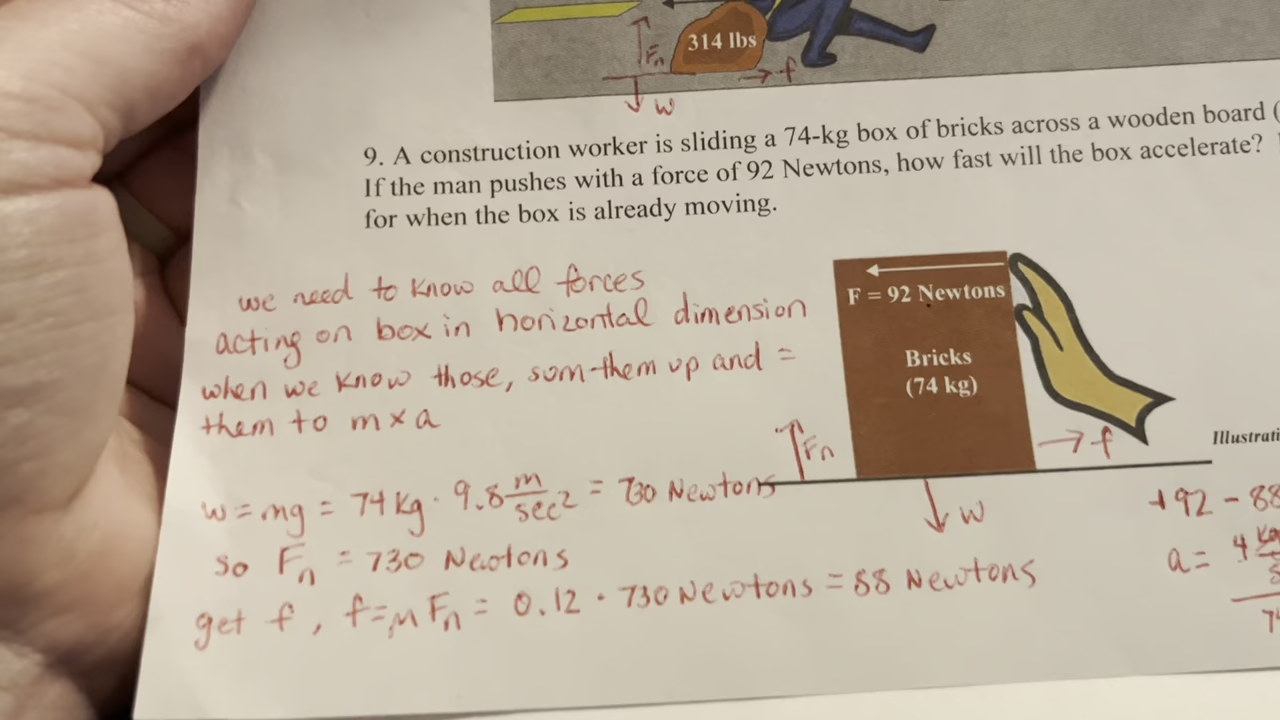 314 lbs
Fn
f
w
9. A construction worker is sliding a 74-kg box of bricks across a wooden board (
If the man pushes with a force of 92 Newtons, how fast will the box accelerate?
for when the box is already moving.
we need to know all forces
acting on box in horizontal dimension
when we know those, som them up and =
them to m x a
F = 92 Newtons
Bricks
(74 kg)
Fn
f
w
Illustrati
w = mg = 74 kg · 9.8 m/sec² = 730 Newtons
so Fn = 730 Newtons
get f, f = μ Fn = 0.12 · 730 Newtons = 88 Newtons
+92 - 88
a = 4